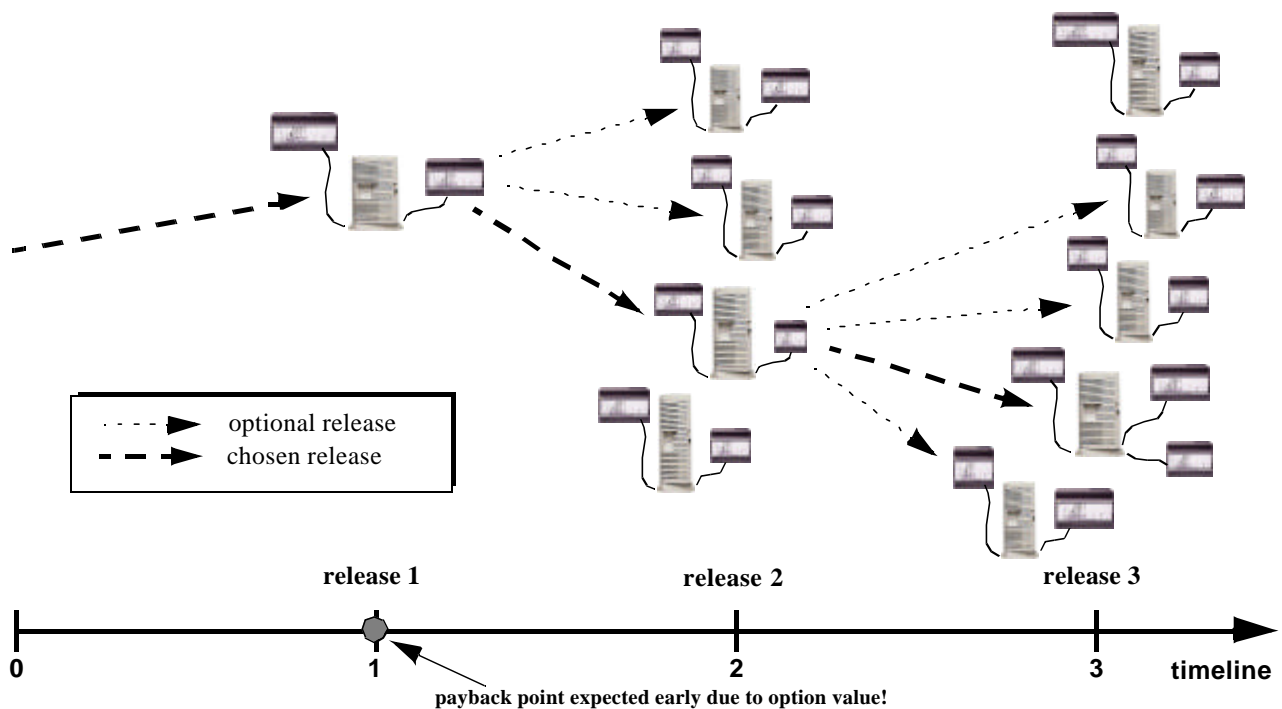 optional release
chosen release
release 1
release 2
release 3
0
1
2
3
timeline
payback point expected early due to option value!